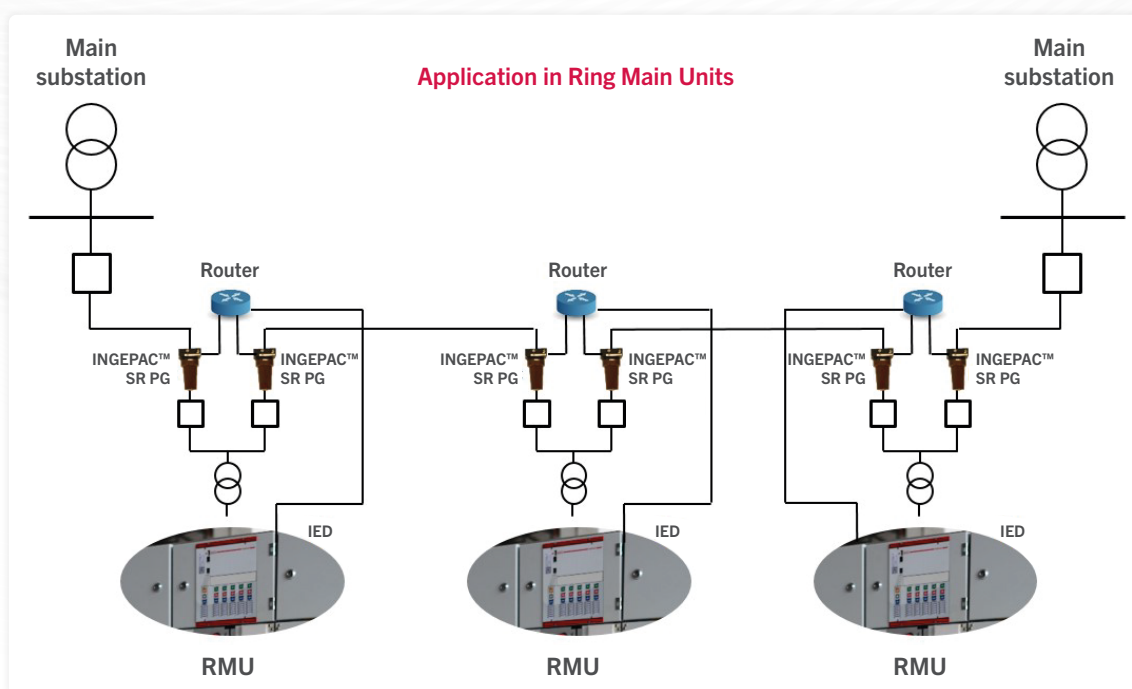 Main
substation
Application in Ring Main Units
Main
substation
Router
Router
Router
INGEPAC™
SR PG
INGEPAC™
SR PG
INGEPAC™
SR PG
INGEPAC™
SR PG
INGEPAC™
SR PG
INGEPAC™
SR PG
IED
IED
IED
RMU
RMU
RMU